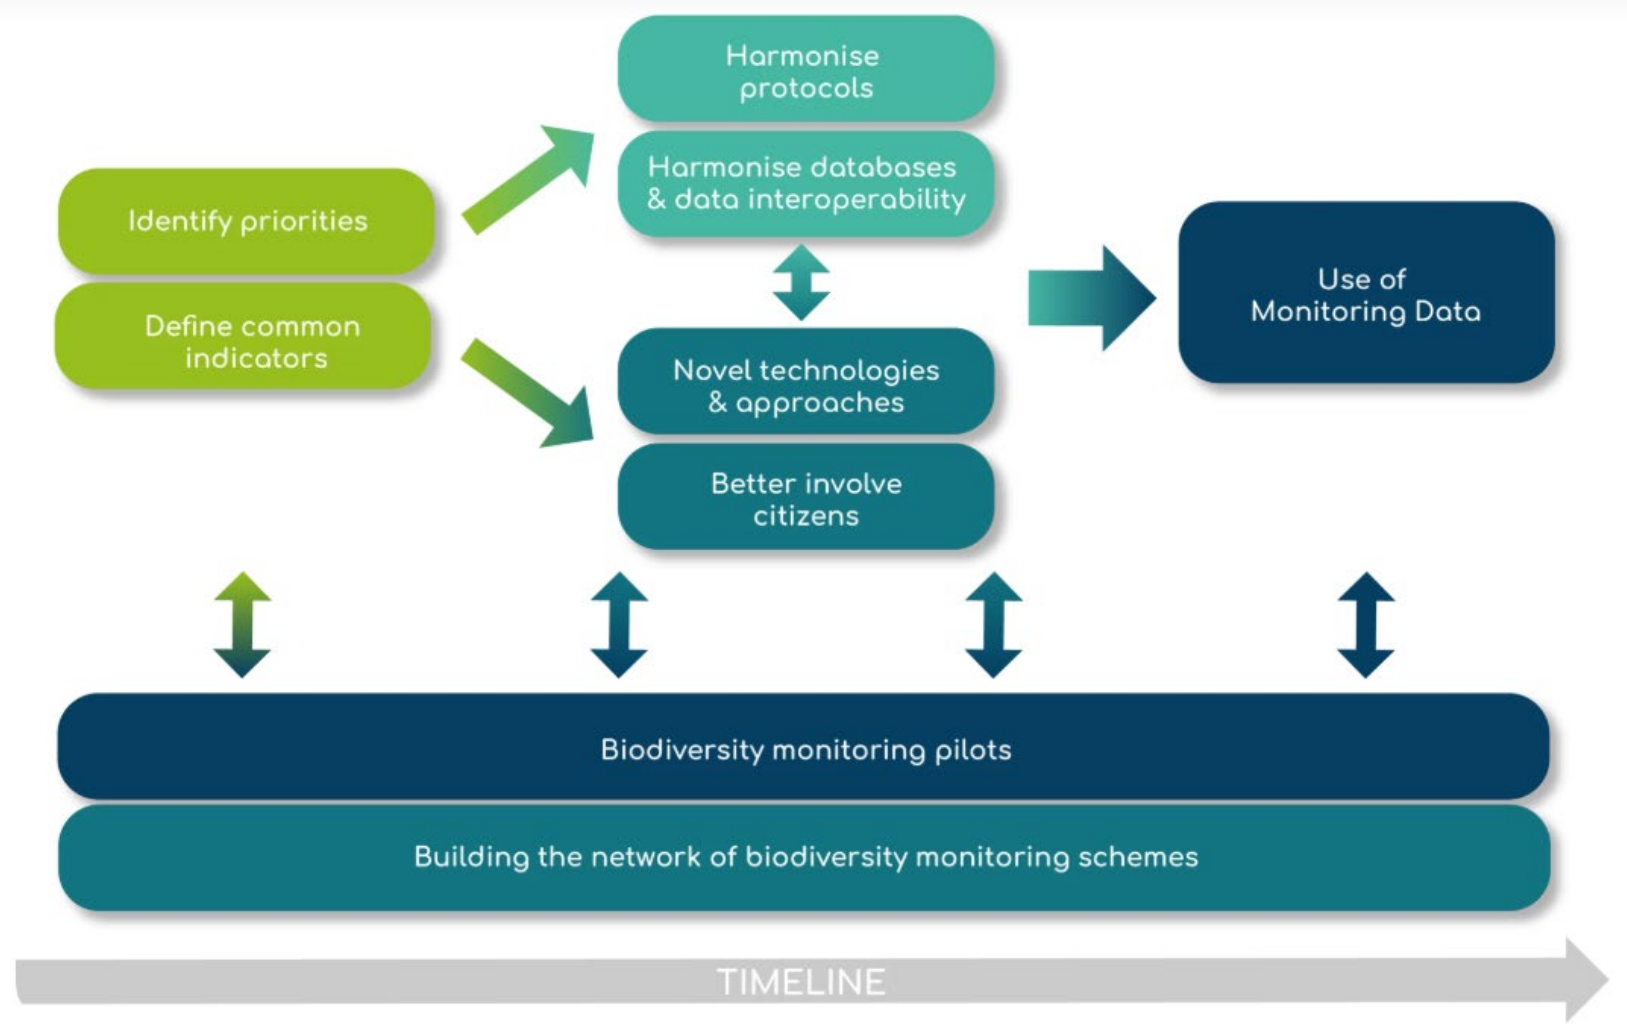 Identify priorities
Define common
indicators
Harmonise
protocols
Harmonise databases
& data interoperability
Novel technologies
& approaches
Better involve
citizens
Use of
Monitoring Data
Biodiversity monitoring pilots
Building the network of biodiversity monitoring schemes
TIMELINE